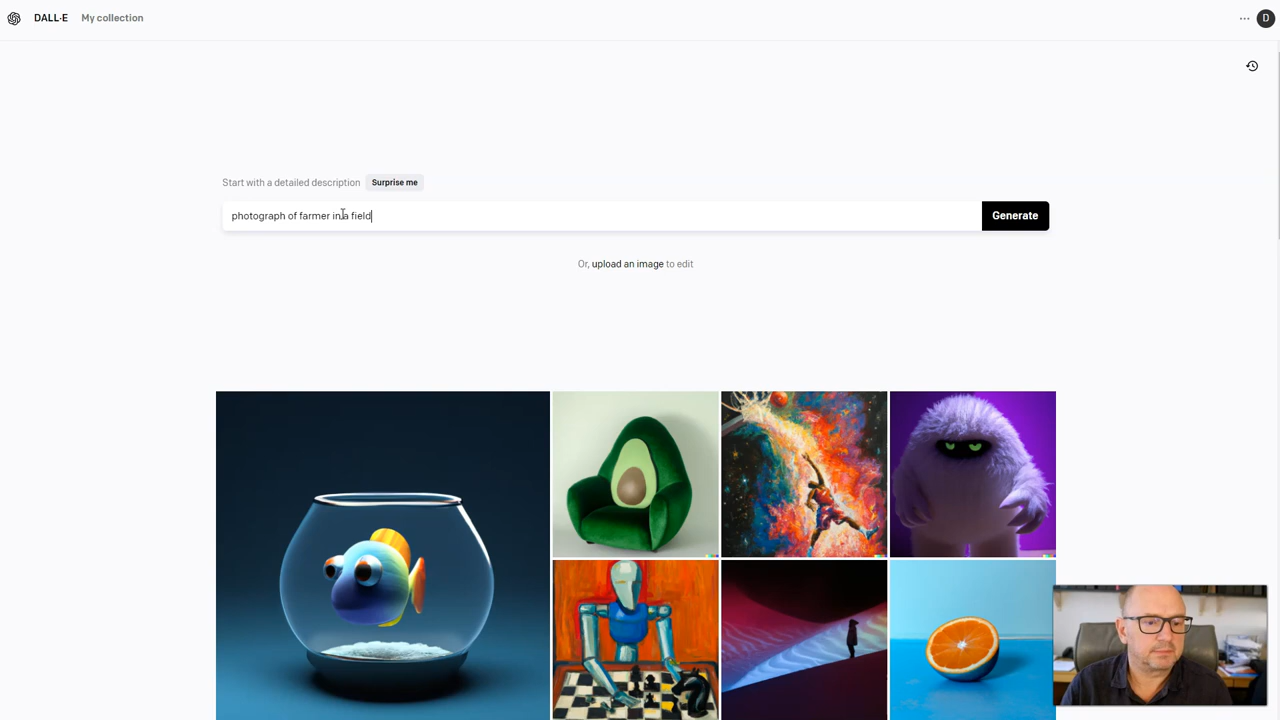 DALL·E My collection
D
Start with a detailed description Surprise me
photograph of farmer in a field Generate
Or, upload an image to edit